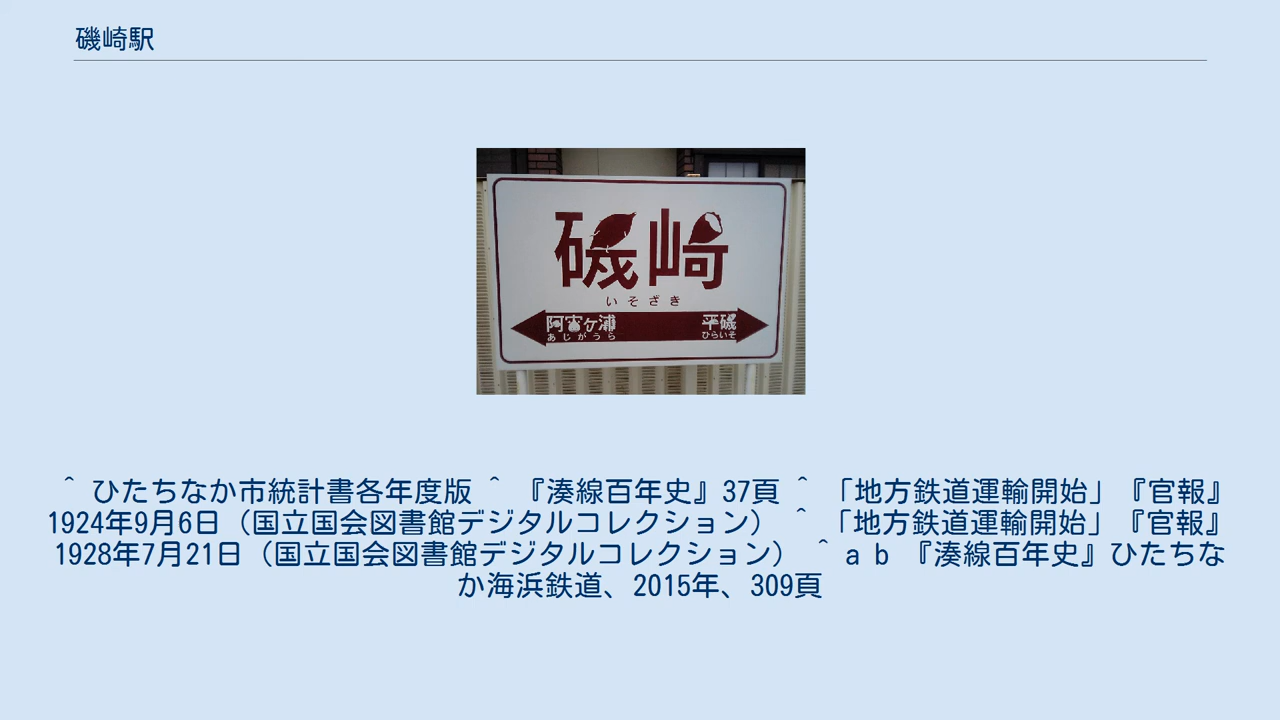 磯崎駅
磯崎
いそざき
阿字ヶ浦 平磯
あじがうら ひらいそ
^ ひたちなか市統計書各年度版 ^ 『湊線百年史』37頁 ^ 「地方鉄道運輸開始」『官報』
1924年9月6日（国立国会図書館デジタルコレクション） ^ 「地方鉄道運輸開始」『官報』
1928年7月21日（国立国会図書館デジタルコレクション） ^ a b 『湊線百年史』ひたちな
か海浜鉄道、2015年、309頁